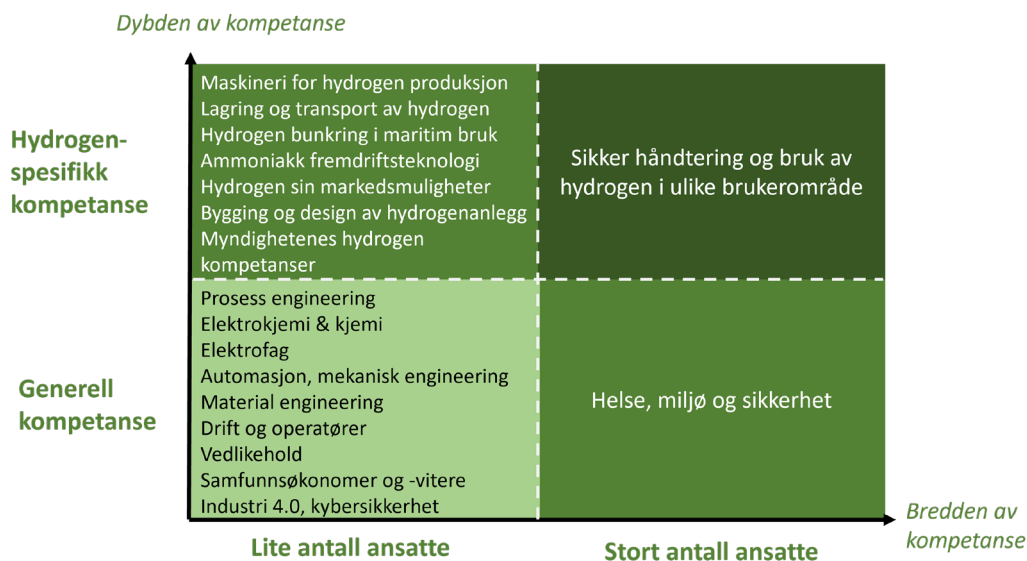 Dybden av kompetanse
Hydrogen-
spesifikk
kompetanse
Maskineri for hydrogen produksjon
Lagring og transport av hydrogen
Hydrogen bunkring i maritim bruk
Ammoniakk fremdriftsteknologi
Hydrogen sin markedsmuligheter
Bygging og design av hydrogenanlegg
Myndighetenes hydrogen
kompetanser
Sikker håndtering og bruk av
hydrogen i ulike brukerområde
Generell
kompetanse
Prosess engineering
Elektrokjemi & kjemi
Elektrofag
Automasjon, mekanisk engineering
Material engineering
Drift og operatører
Vedlikehold
Samfunnsøkonomer og -vitere
Industri 4.0, kybersikkerhet
Helse, miljø og sikkerhet
Lite antall ansatte
Stort antall ansatte
Bredden av
kompetanse